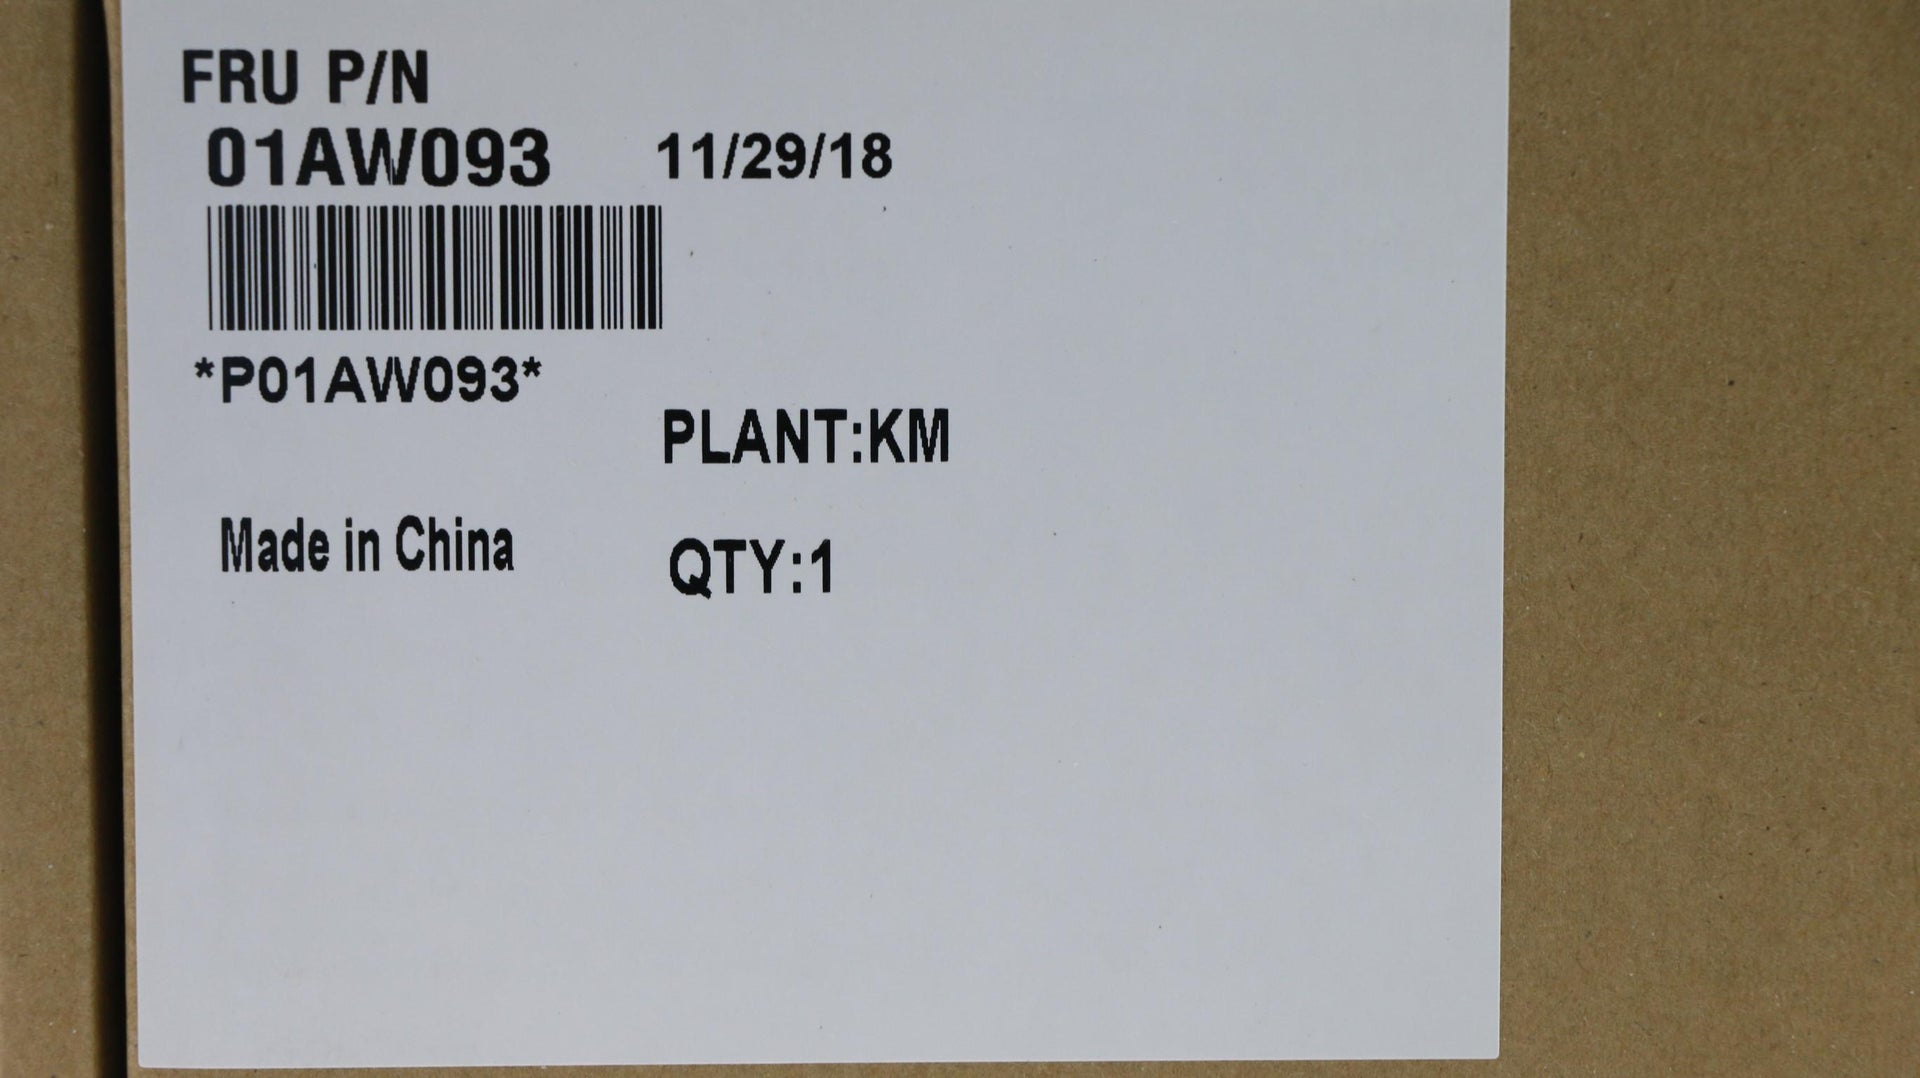 FRU P/N
01AW093 11/29/18
*P01AW093*
PLANT:KM
Made in China
QTY:1